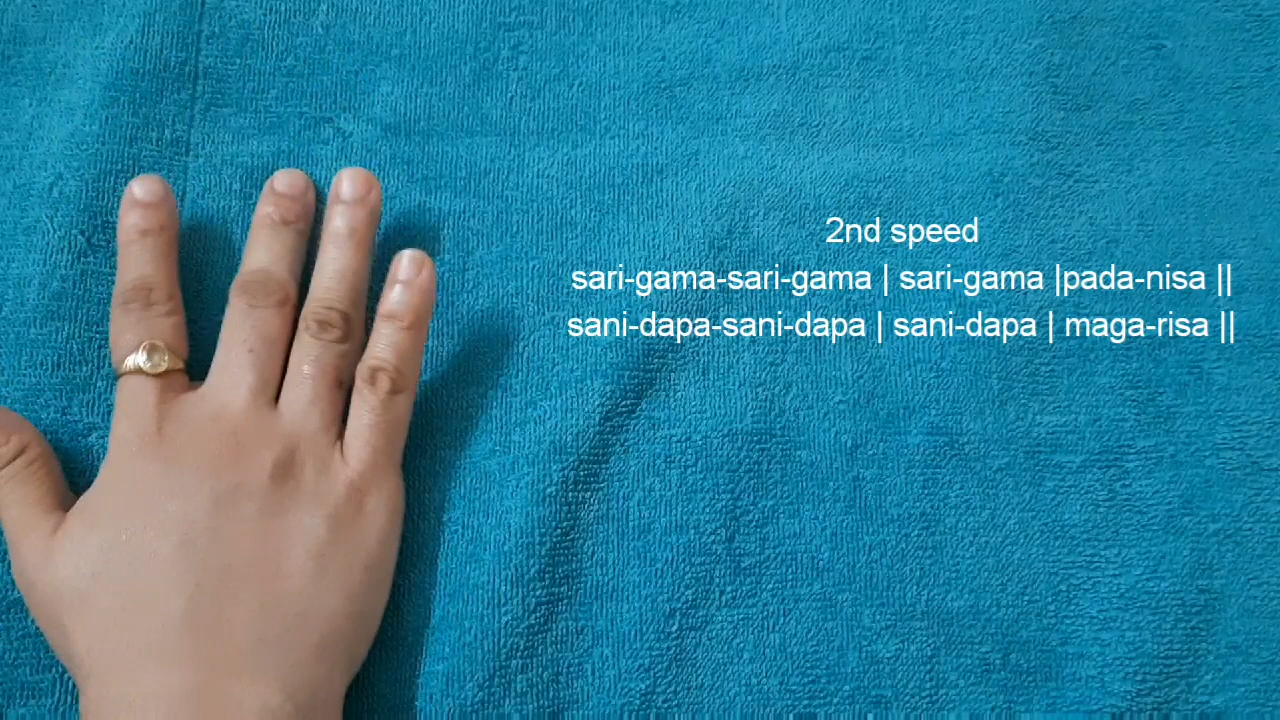 2nd speed
sari-gama-sari-gama | sari-gama |pada-nisa ||
sani-dapa-sani-dapa | sani-dapa | maga-risa ||